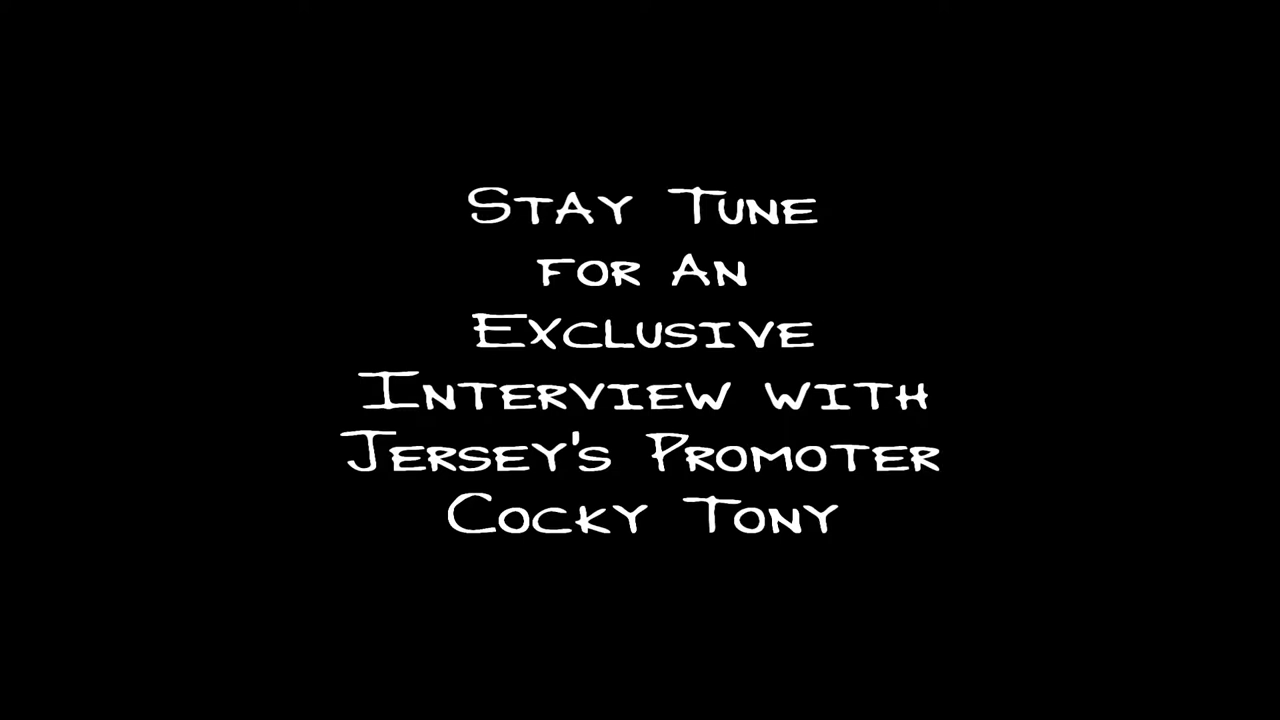 Stay Tune
for An
Exclusive
Interview with
Jersey's Promoter
Cocky Tony